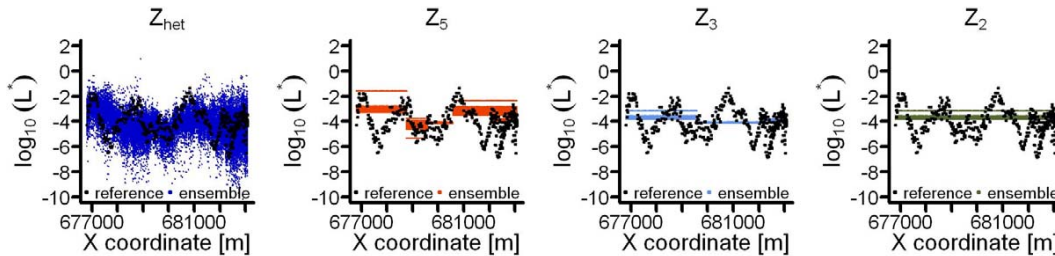 Z_het
log10 (L*)
2
0
-2
-4
-6
-8
-10
reference ensemble
677000 681000
X coordinate [m]
Z_5
log10 (L*)
2
0
-2
-4
-6
-8
-10
reference ensemble
677000 681000
X coordinate [m]
Z_3
log10 (L*)
2
0
-2
-4
-6
-8
-10
reference ensemble
677000 681000
X coordinate [m]
Z_2
log10 (L*)
2
0
-2
-4
-6
-8
-10
reference ensemble
677000 681000
X coordinate [m]